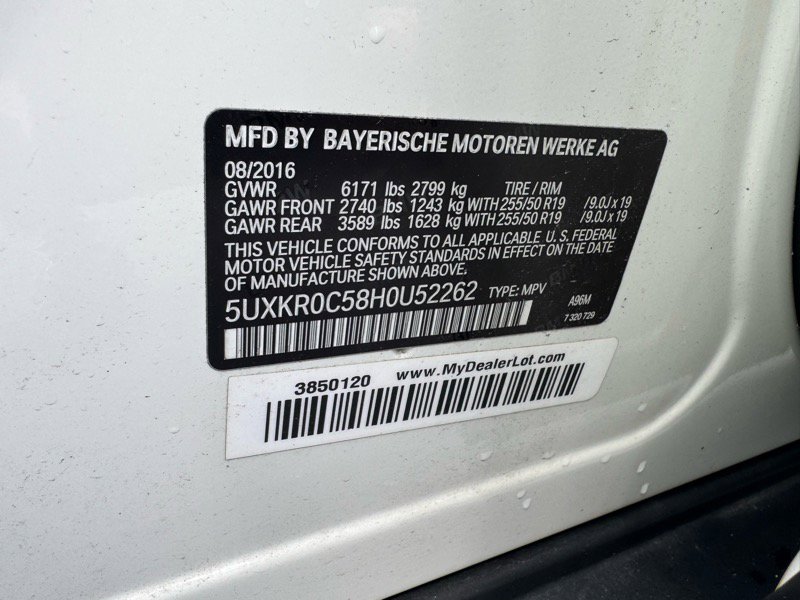 MFD BY BAYERISCHE MOTOREN WERKE AG
08/2016
GVWR 6171 lbs 2799 kg TIRE / RIM
GAWR FRONT 2740 lbs 1243 kg WITH 255/50 R19 /9.0J x 19
GAWR REAR 3589 lbs 1628 kg WITH 255/50 R19 /9.0J x 19
THIS VEHICLE CONFORMS TO ALL APPLICABLE U. S. FEDERAL
MOTOR VEHICLE SAFETY STANDARDS IN EFFECT ON THE DATE
OF MANUFACTURE SHOWN ABOVE.
5UXKR0C58H0U52262 TYPE: MPV A96M
7 320 729
3850120 www.MyDealerLot.com